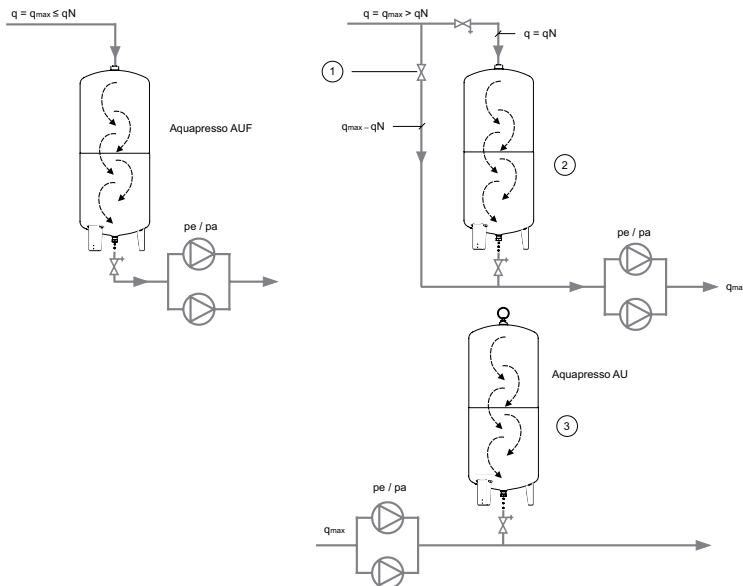 q = qmax ≤ qN
Aquapresso AUF
pe / pa
q = qmax > qN
q = qN
1
qmax – qN
2
pe / pa
qma
Aquapresso AU
3
pe / pa
qmax